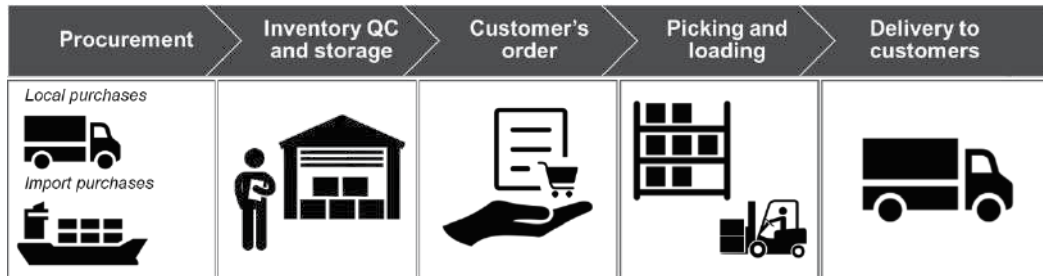 Procurement
Inventory QC
and storage
Customer's
order
Picking and
loading
Delivery to
customers
Local purchases
Import purchases